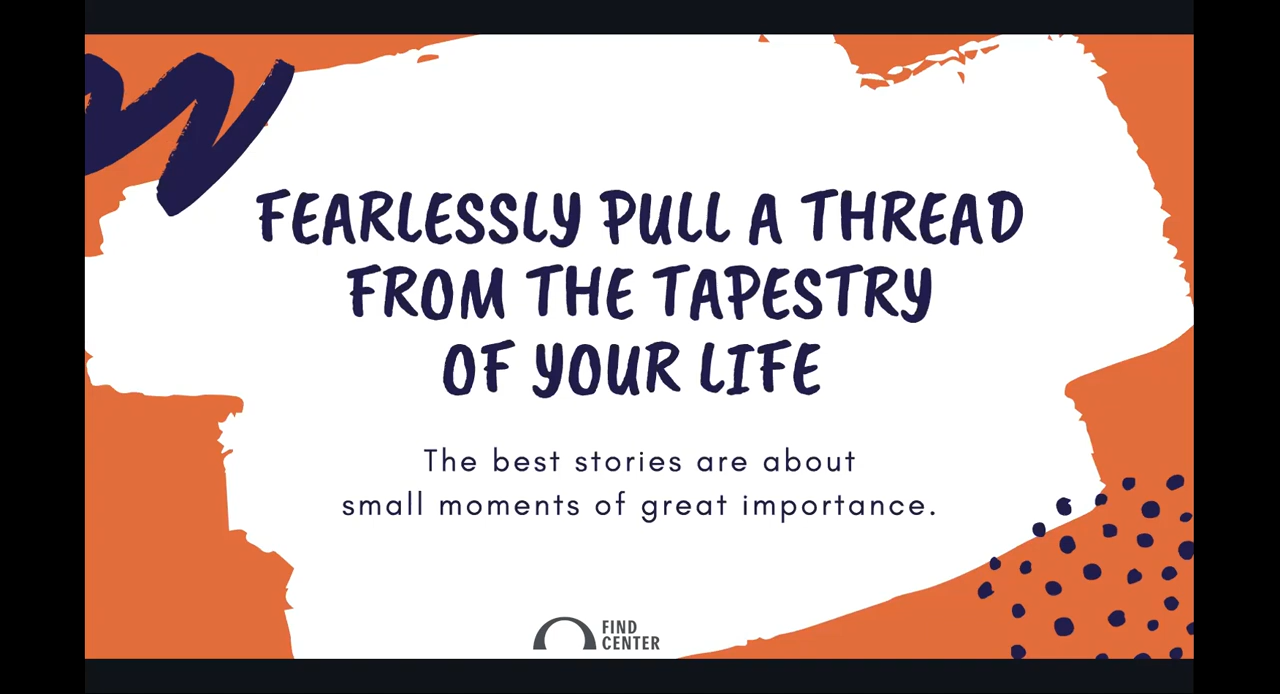 FEARLESSLY PULL A THREAD
FROM THE TAPESTRY
OF YOUR LIFE
The best stories are about
small moments of great importance.
FIND
CENTER